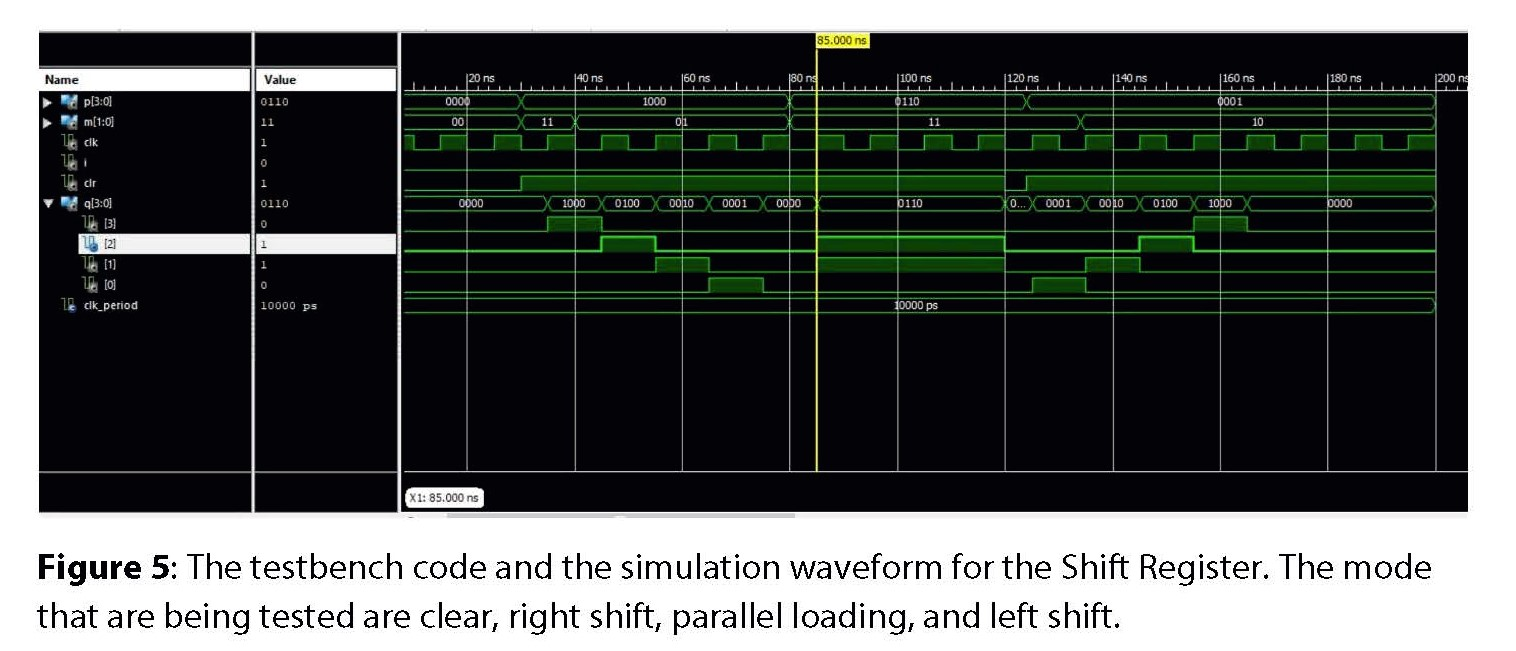 85.000 ns
Name Value 20 ns 40 ns 60 ns 80 ns 100 ns 120 ns 140 ns 160 ns 180 ns 200 ns
p[3:0] 0110 0000 1000 0110 0001
m[1:0] 11 00 11 01 11 10
clk 1
i 0
clr 1
q[3:0] 0110 0000 1000 0100 0010 0001 0000 0110 0... 0001 0010 0100 1000 0000
[3] 0
[2] 1
[1] 1
[0] 0
clk_period 10000 ps 10000 ps
X1: 85.000 ns
Figure 5: The testbench code and the simulation waveform for the Shift Register. The mode
that are being tested are clear, right shift, parallel loading, and left shift.